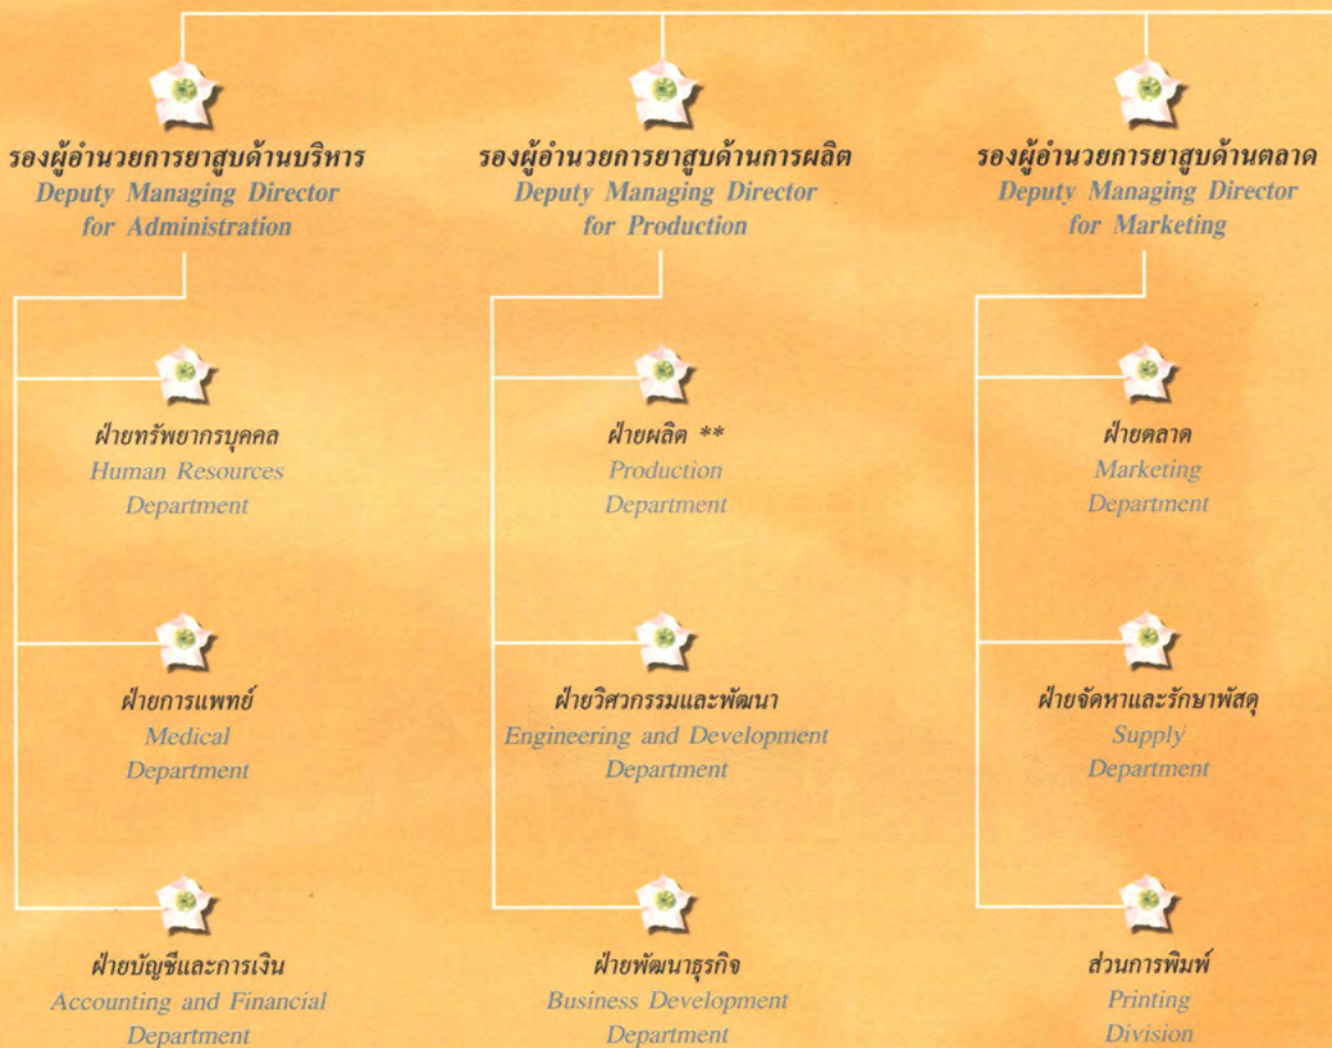 รองผู้อำนวยการยาสูบด้านบริหาร
Deputy Managing Director
for Administration
ฝ่ายทรัพยากรบุคคล
Human Resources
Department
ฝ่ายการแพทย์
Medical
Department
ฝ่ายบัญชีและการเงิน
Accounting and Financial
Department
รองผู้อำนวยการยาสูบด้านการผลิต
Deputy Managing Director
for Production
ฝ่ายผลิต **
Production
Department
ฝ่ายวิศวกรรมและพัฒนา
Engineering and Development
Department
ฝ่ายพัฒนาธุรกิจ
Business Development
Department
รองผู้อำนวยการยาสูบด้านตลาด
Deputy Managing Director
for Marketing
ฝ่ายตลาด
Marketing
Department
ฝ่ายจัดหาและรักษาพัสดุ
Supply
Department
ส่วนการพิมพ์
Printing
Division